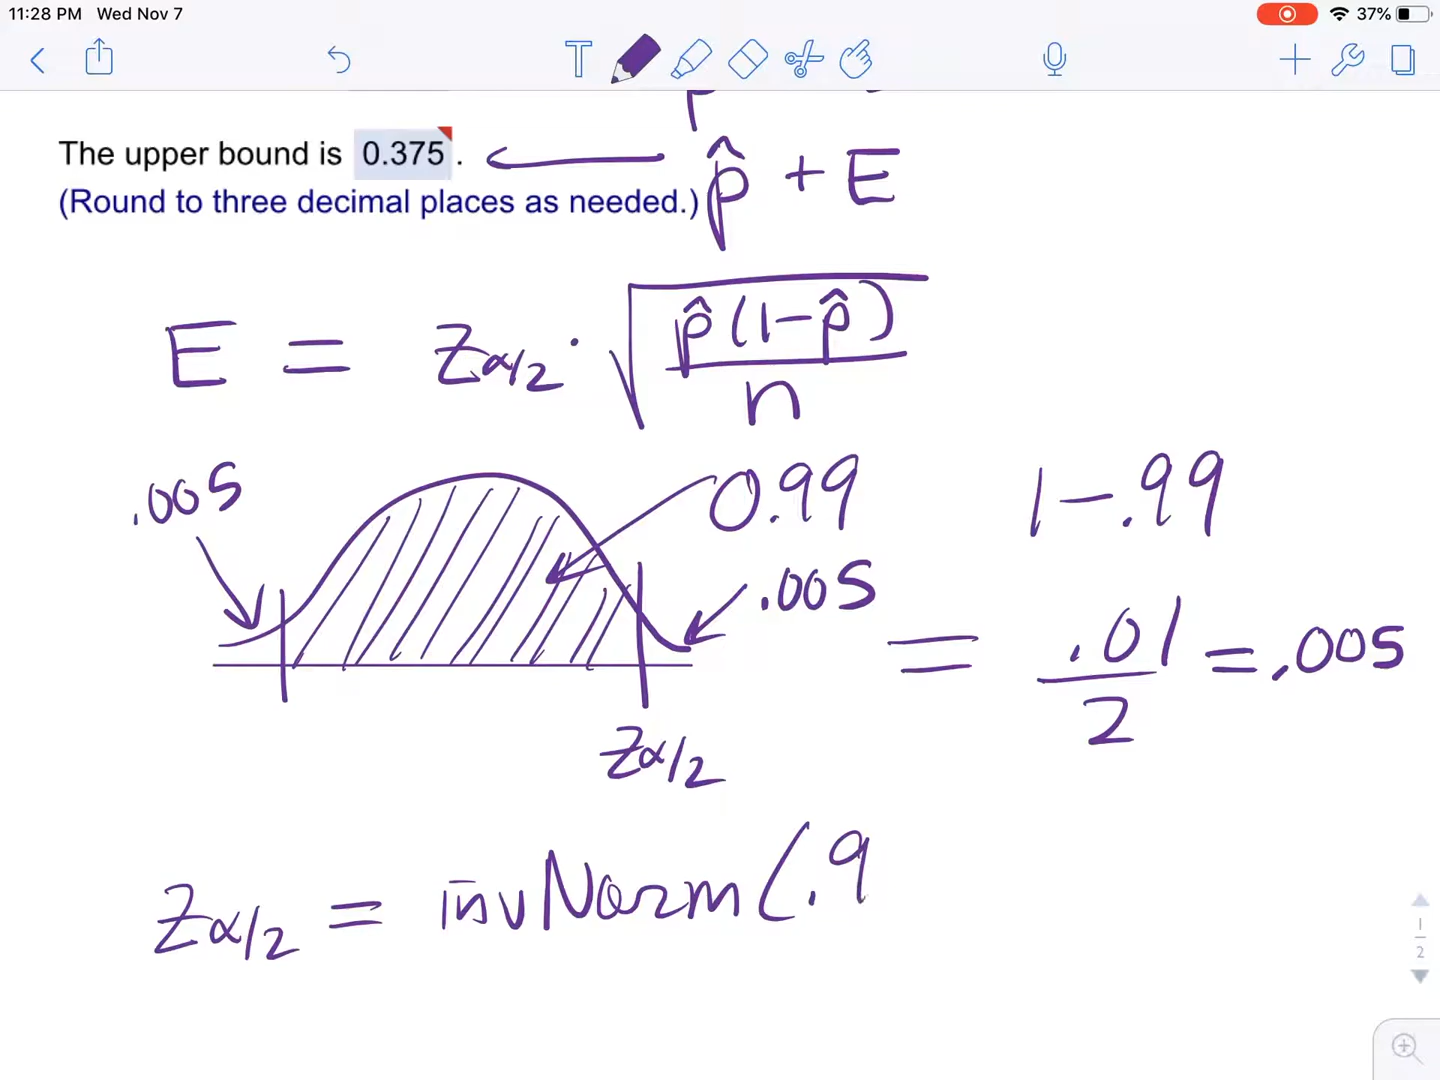 11:28 PM Wed Nov 7 37%
T
The upper bound is 0.375.
p̂ + E
(Round to three decimal places as needed.)
E = Zα/2 · √(p̂(1-p̂)/n)
.005 0.99 1-.99
.005
= .01/2 = .005
Zα/2
Zα/2 = invNorm(.9
1
2